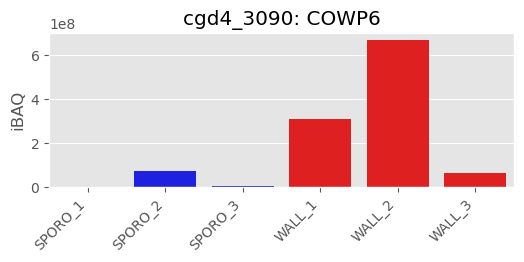 cgd4_3090: COWP6
1e8
6
4
2
0
iBAQ
SPORO_1
SPORO_2
SPORO_3
WALL_1
WALL_2
WALL_3